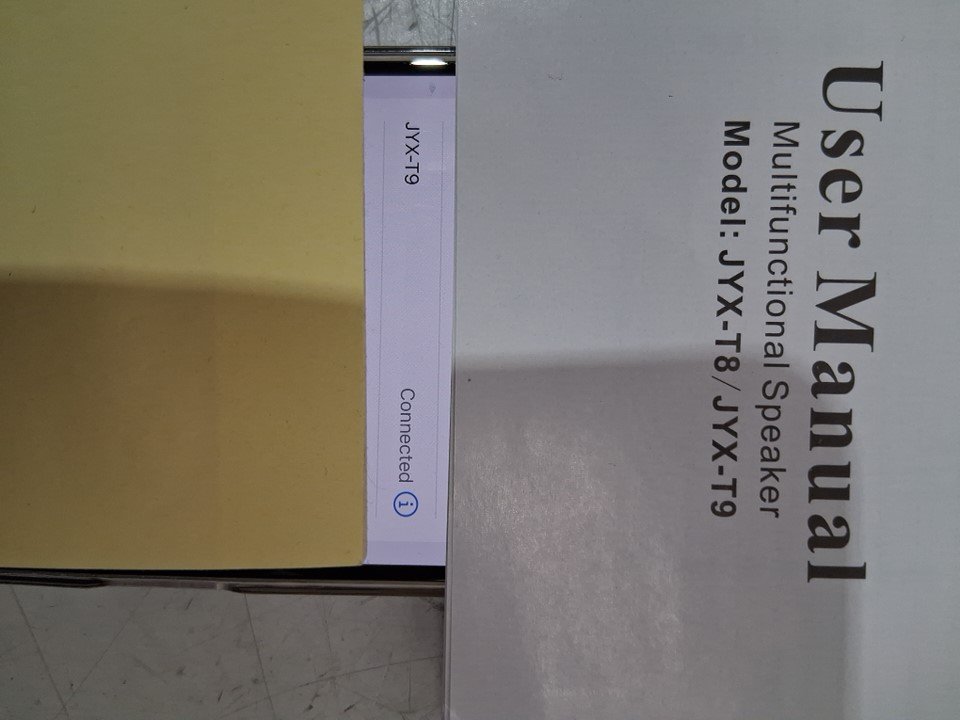 User Manual
Multifunctional Speaker
Model: JYX-T8/JYX-T9
JYX-T9 Connected